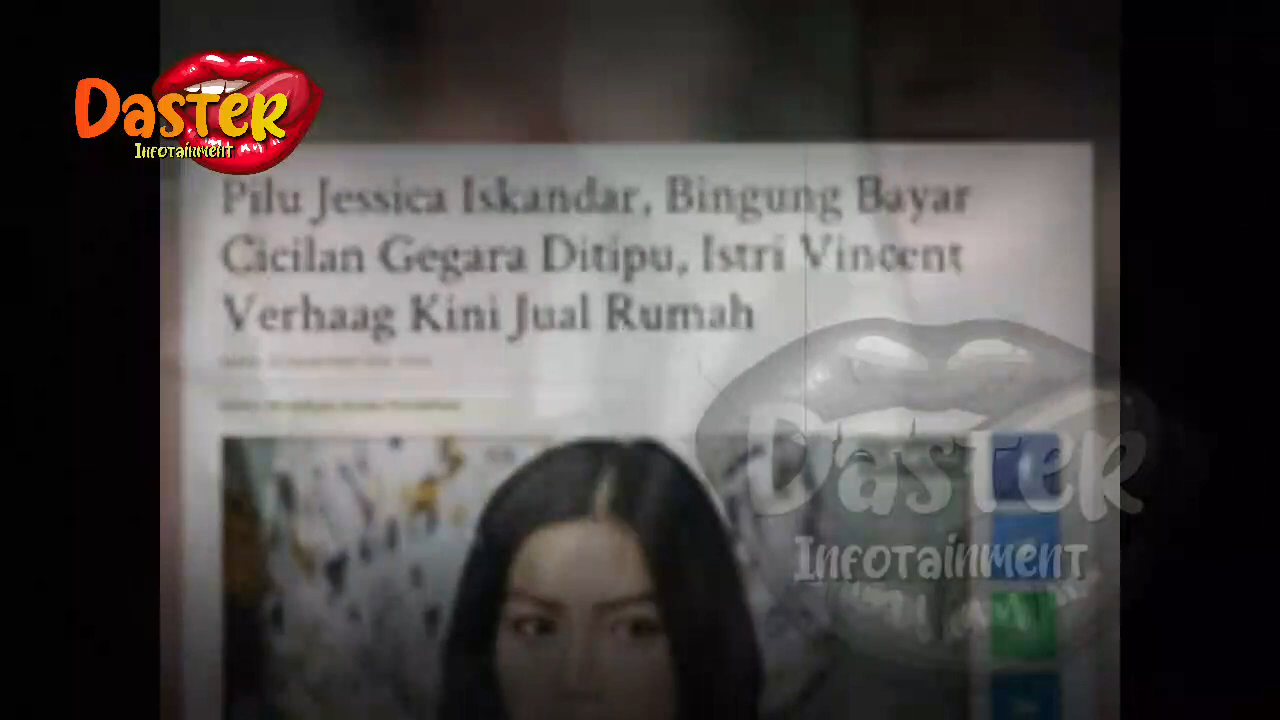 Daster
Infotainment
Pilu Jessica Iskandar, Bingung Bayar
Cicilan Gegara Ditipu, Istri Vincent
Verhaag Kini Jual Rumah
Daster
Infotainment